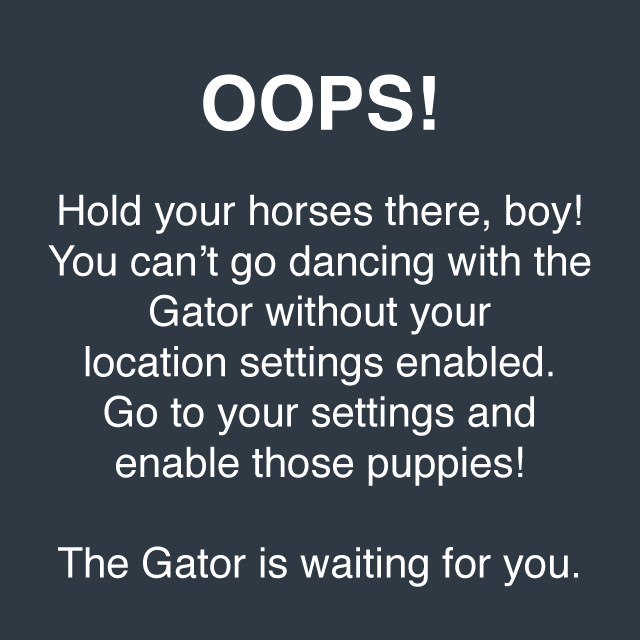 OOPS!
Hold your horses there, boy!
You can’t go dancing with the
Gator without your
location settings enabled.
Go to your settings and
enable those puppies!
The Gator is waiting for you.